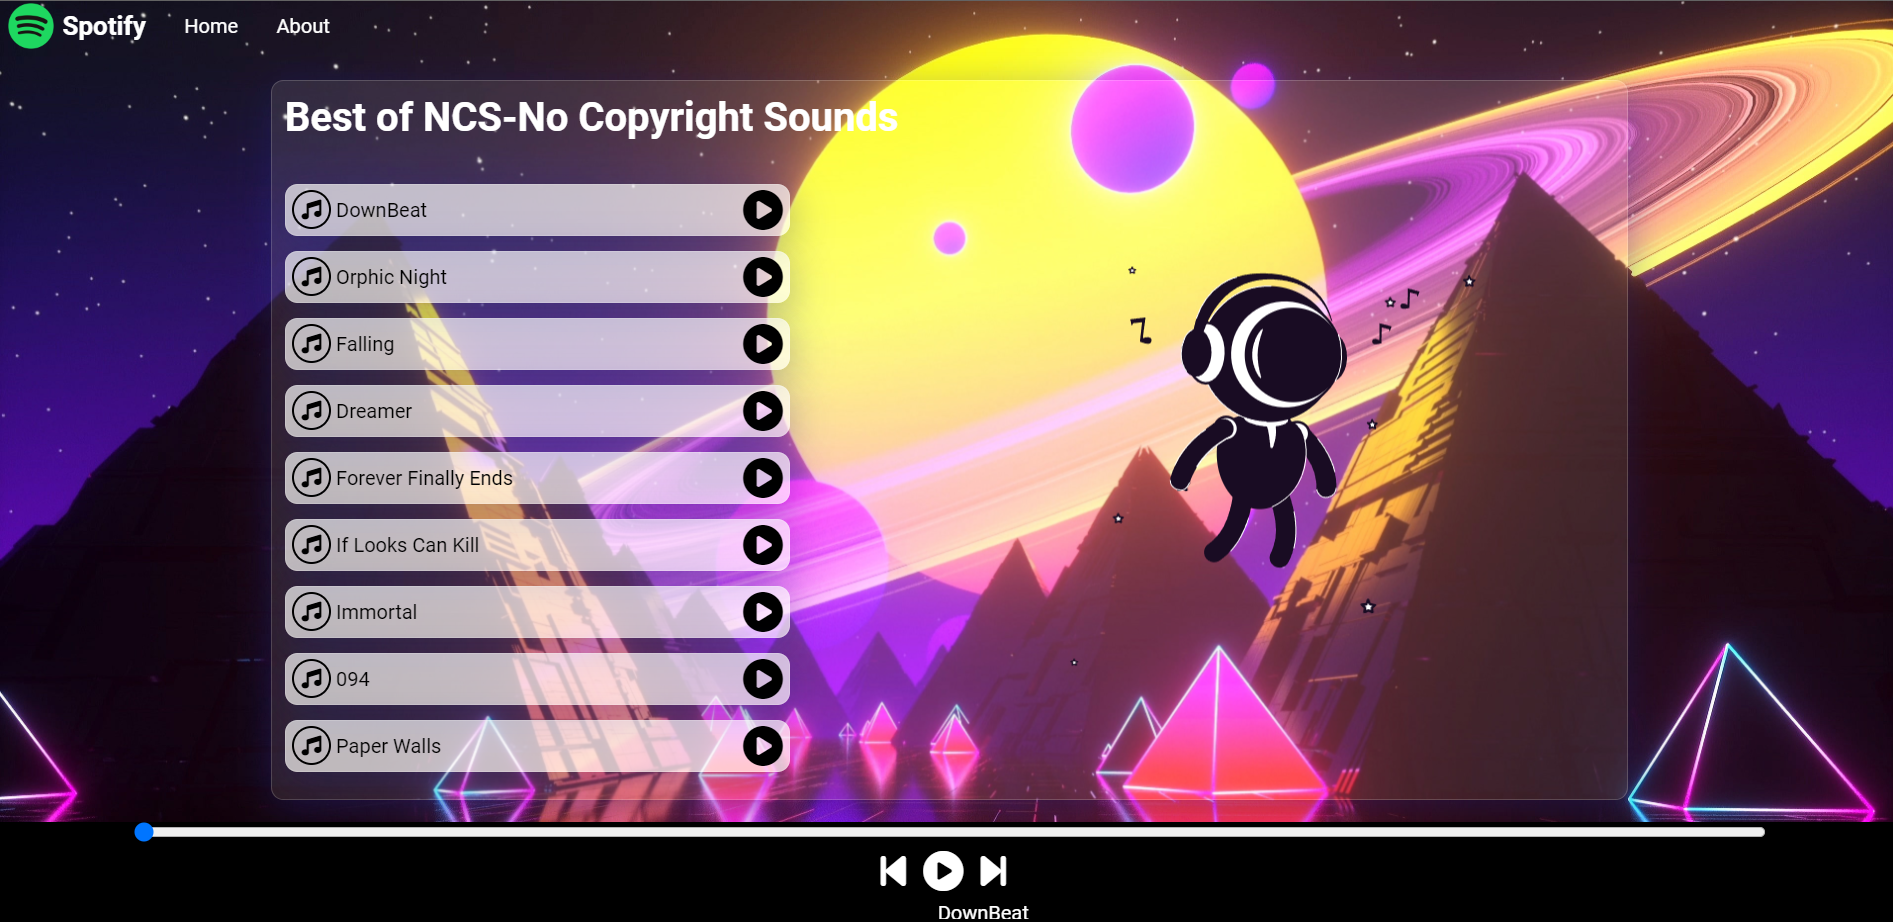 Spotify Home About
Best of NCS-No Copyright Sounds
DownBeat
Orphic Night
Falling
Dreamer
Forever Finally Ends
If Looks Can Kill
Immortal
094
Paper Walls
DownBeat